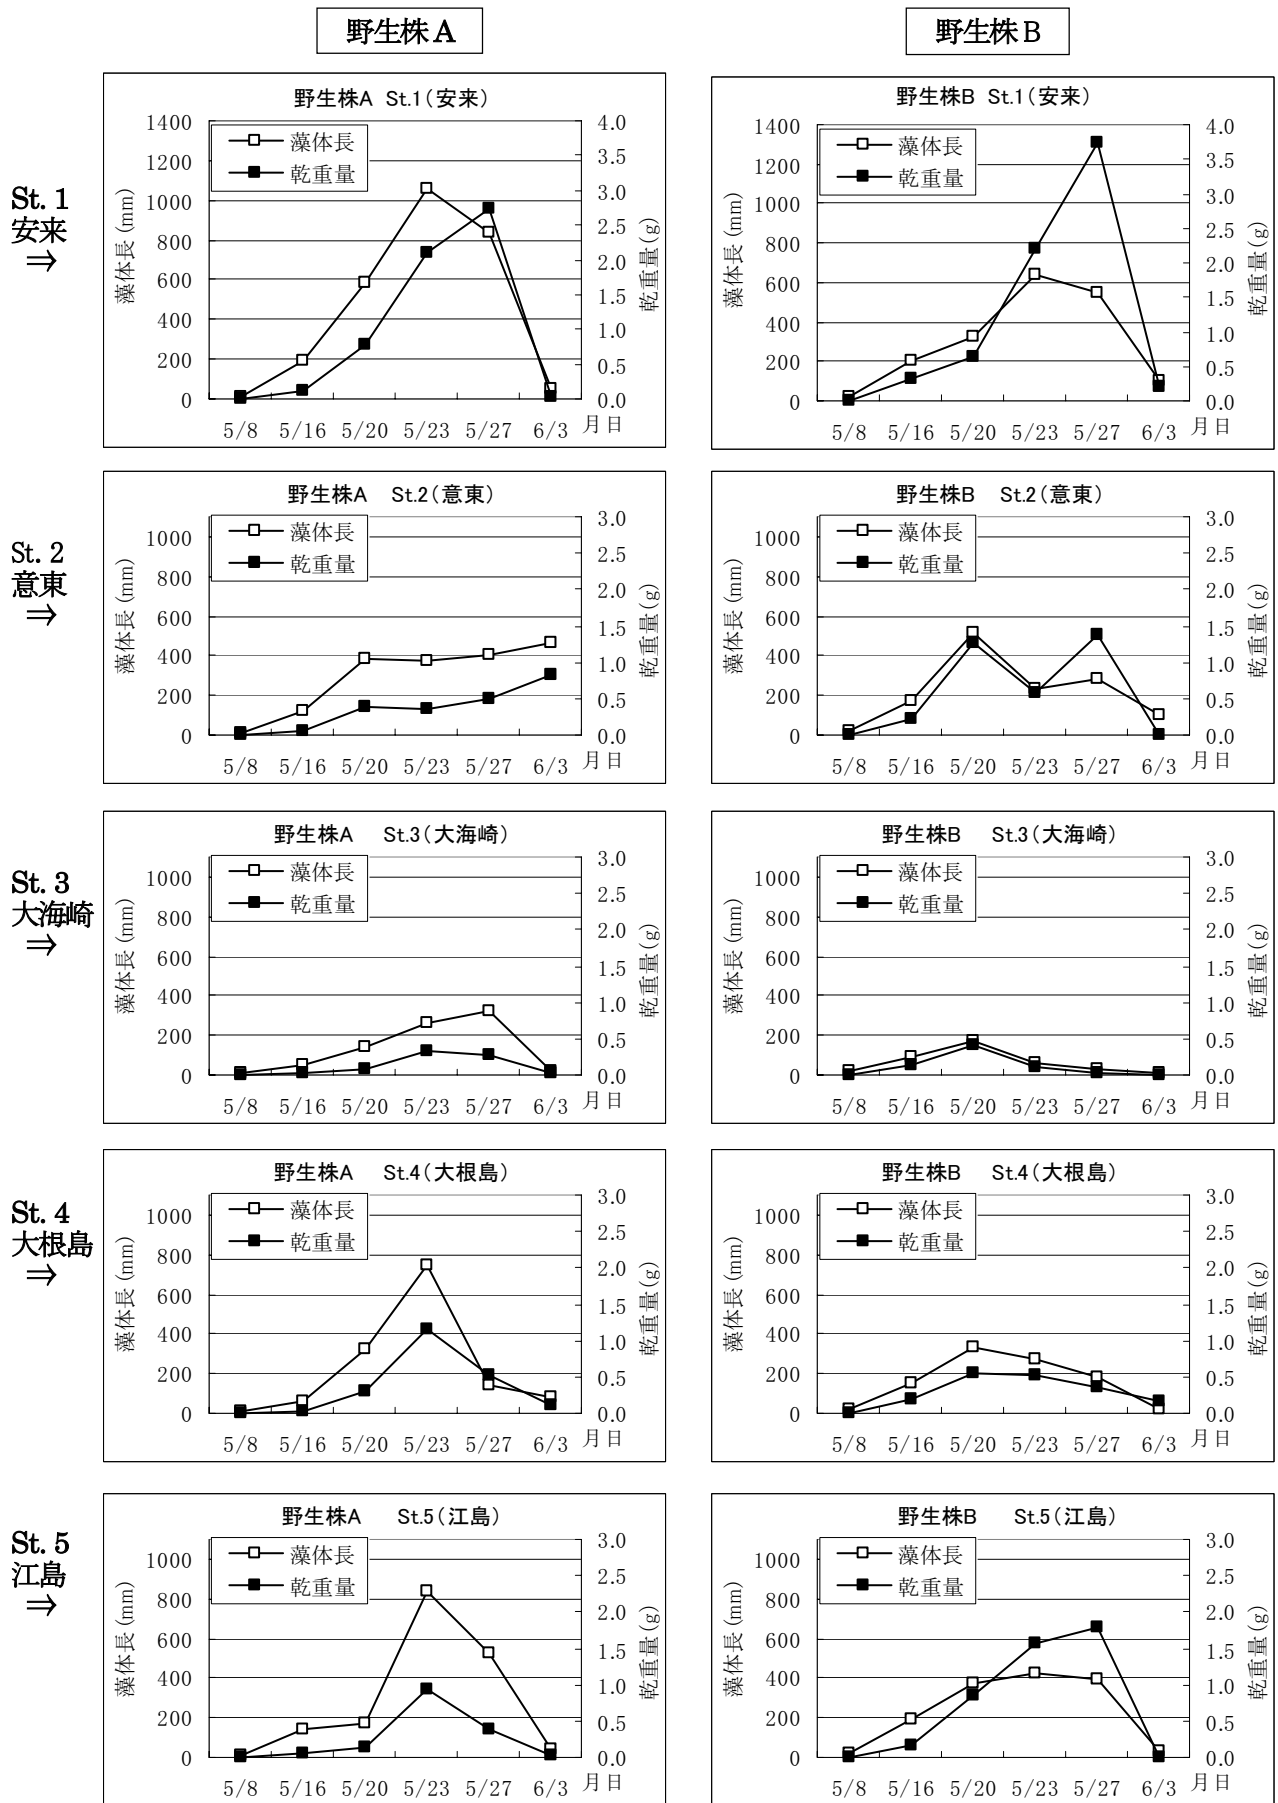 野生株A
野生株B
St. 1
安来
⇒
野生株A St.1(安来)
藻体長
乾重量
1400
1200
1000
800
600
400
200
0
4.0
3.5
3.0
2.5
2.0
1.5
1.0
0.5
0.0
藻体長(mm)
乾重量(g)
5/8 5/16 5/20 5/23 5/27 6/3 月日
野生株B St.1(安来)
藻体長
乾重量
1400
1200
1000
800
600
400
200
0
4.0
3.5
3.0
2.5
2.0
1.5
1.0
0.5
0.0
藻体長(mm)
乾重量(g)
5/8 5/16 5/20 5/23 5/27 6/3 月日
St. 2
意東
⇒
野生株A St.2(意東)
藻体長
乾重量
1000
800
600
400
200
0
3.0
2.5
2.0
1.5
1.0
0.5
0.0
藻体長(mm)
乾重量(g)
5/8 5/16 5/20 5/23 5/27 6/3 月日
野生株B St.2(意東)
藻体長
乾重量
1000
800
600
400
200
0
3.0
2.5
2.0
1.5
1.0
0.5
0.0
藻体長(mm)
乾重量(g)
5/8 5/16 5/20 5/23 5/27 6/3 月日
St. 3
大海崎
⇒
野生株A St.3(大海崎)
藻体長
乾重量
1000
800
600
400
200
0
3.0
2.5
2.0
1.5
1.0
0.5
0.0
藻体長(mm)
乾重量(g)
5/8 5/16 5/20 5/23 5/27 6/3 月日
野生株B St.3(大海崎)
藻体長
乾重量
1000
800
600
400
200
0
3.0
2.5
2.0
1.5
1.0
0.5
0.0
藻体長(mm)
乾重量(g)
5/8 5/16 5/20 5/23 5/27 6/3 月日
St. 4
大根島
⇒
野生株A St.4(大根島)
藻体長
乾重量
1000
800
600
400
200
0
3.0
2.5
2.0
1.5
1.0
0.5
0.0
藻体長(mm)
乾重量(g)
5/8 5/16 5/20 5/23 5/27 6/3 月日
野生株B St.4(大根島)
藻体長
乾重量
1000
800
600
400
200
0
3.0
2.5
2.0
1.5
1.0
0.5
0.0
藻体長(mm)
乾重量(g)
5/8 5/16 5/20 5/23 5/27 6/3 月日
St. 5
江島
⇒
野生株A St.5(江島)
藻体長
乾重量
1000
800
600
400
200
0
3.0
2.5
2.0
1.5
1.0
0.5
0.0
藻体長(mm)
乾重量(g)
5/8 5/16 5/20 5/23 5/27 6/3 月日
野生株B St.5(江島)
藻体長
乾重量
1000
800
600
400
200
0
3.0
2.5
2.0
1.5
1.0
0.5
0.0
藻体長(mm)
乾重量(g)
5/8 5/16 5/20 5/23 5/27 6/3 月日